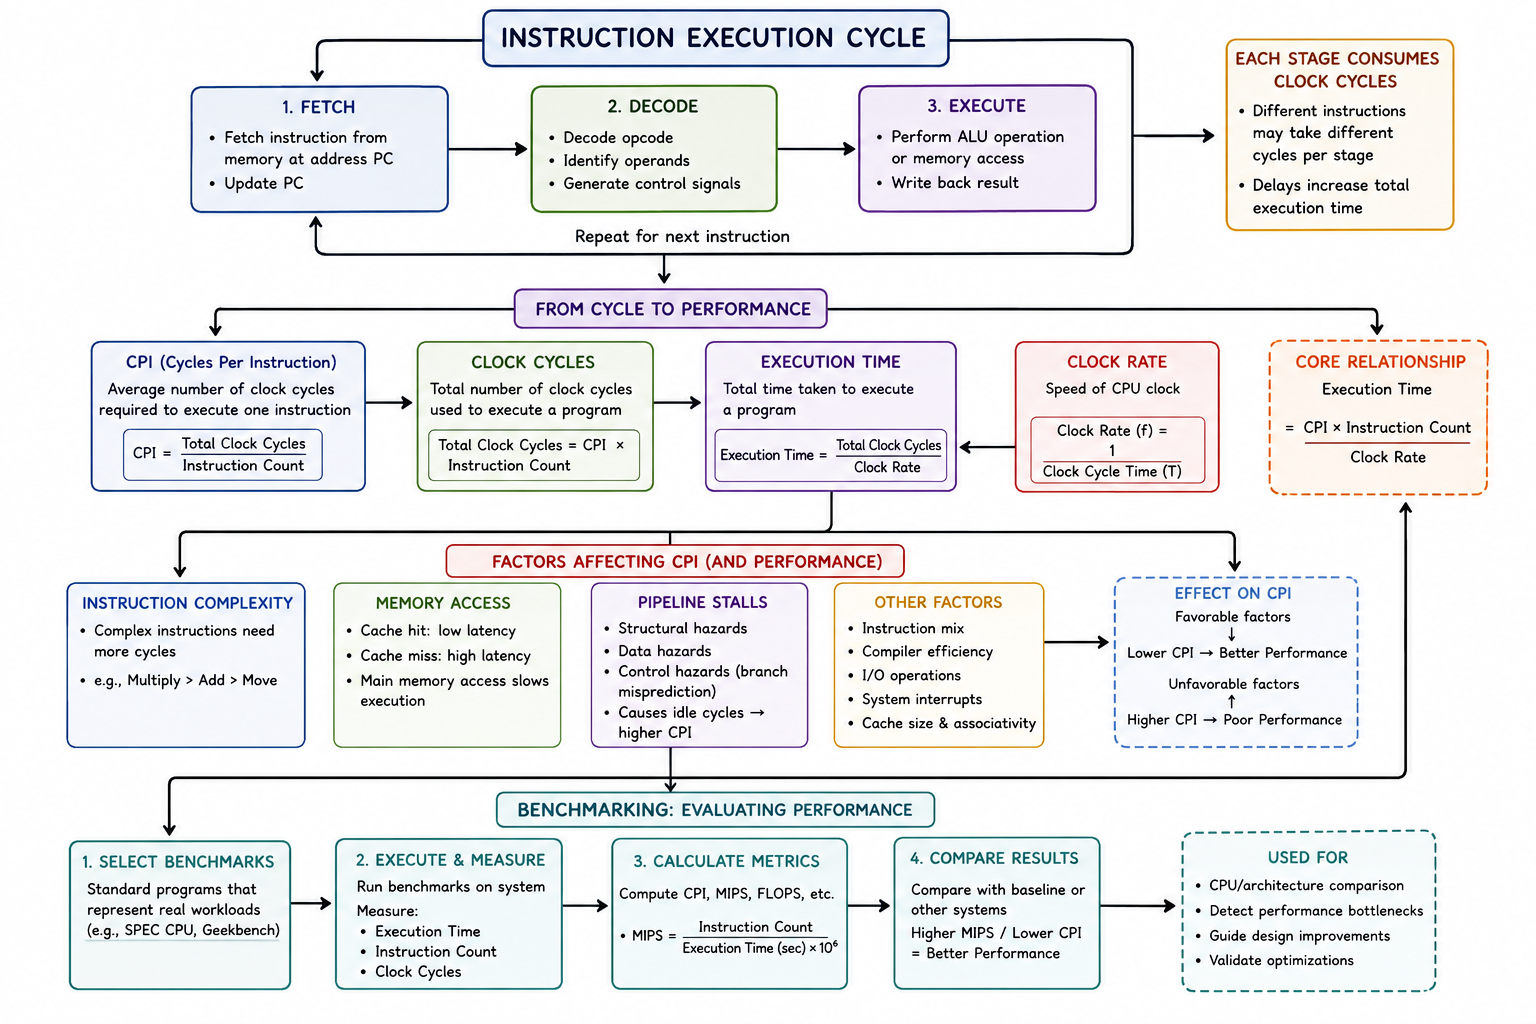 INSTRUCTION EXECUTION CYCLE
1. FETCH
• Fetch instruction from
memory at address PC
• Update PC
2. DECODE
• Decode opcode
• Identify operands
• Generate control signals
3. EXECUTE
• Perform ALU operation
or memory access
• Write back result
EACH STAGE CONSUMES
CLOCK CYCLES
• Different instructions
may take different
cycles per stage
• Delays increase total
execution time
Repeat for next instruction
FROM CYCLE TO PERFORMANCE
CPI (Cycles Per Instruction)
Average number of clock cycles
required to execute one instruction
CPI =
Total Clock Cycles
Instruction Count
CLOCK CYCLES
Total number of clock cycles
used to execute a program
Total Clock Cycles = CPI ×
Instruction Count
EXECUTION TIME
Total time taken to execute
a program
Execution Time =
Total Clock Cycles
Clock Rate
CLOCK RATE
Speed of CPU clock
Clock Rate (f) =
1
Clock Cycle Time (T)
CORE RELATIONSHIP
Execution Time
= CPI × Instruction Count
Clock Rate
FACTORS AFFECTING CPI (AND PERFORMANCE)
INSTRUCTION COMPLEXITY
• Complex instructions need
more cycles
• e.g., Multiply > Add > Move
MEMORY ACCESS
• Cache hit: low latency
• Cache miss: high latency
• Main memory access slows
execution
PIPELINE STALLS
• Structural hazards
• Data hazards
• Control hazards (branch
misprediction)
• Causes idle cycles →
higher CPI
OTHER FACTORS
• Instruction mix
• Compiler efficiency
• I/O operations
• System interrupts
• Cache size & associativity
EFFECT ON CPI
Favorable factors
↓
Lower CPI → Better Performance
Unfavorable factors
↑
Higher CPI → Poor Performance
BENCHMARKING: EVALUATING PERFORMANCE
1. SELECT BENCHMARKS
Standard programs that
represent real workloads
(e.g., SPEC CPU, Geekbench)
2. EXECUTE & MEASURE
Run benchmarks on system
Measure:
• Execution Time
• Instruction Count
• Clock Cycles
3. CALCULATE METRICS
Compute CPI, MIPS, FLOPS, etc.
• MIPS =
Instruction Count
Execution Time (sec) × 10⁶
4. COMPARE RESULTS
Compare with baseline or
other systems
Higher MIPS / Lower CPI
= Better Performance
USED FOR
• CPU/architecture comparison
• Detect performance bottlenecks
• Guide design improvements
• Validate optimizations